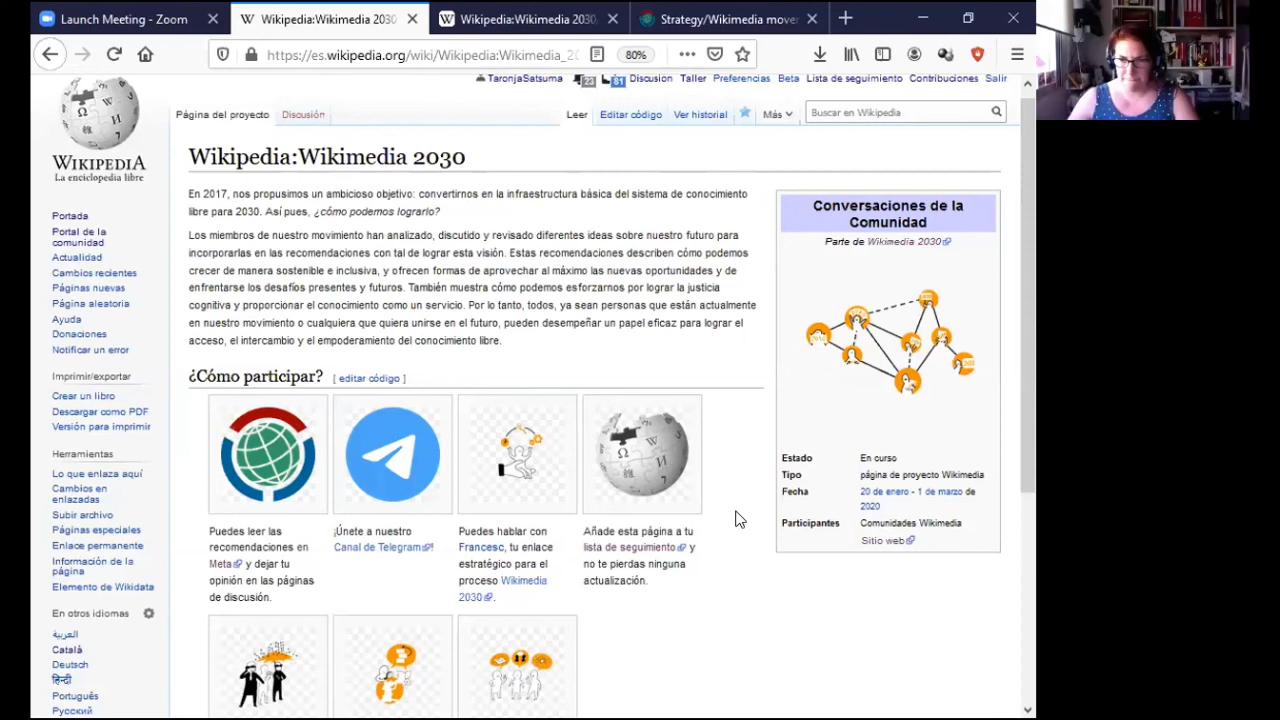 Launch Meeting - Zoom
Wikipedia:Wikimedia 2030
Wikipedia:Wikimedia 2030,
Strategy/Wikimedia mover
https://es.wikipedia.org/wiki/Wikipedia:Wikimedia_20
80%
TaronjaSatsuma
23
81
Discusion
Taller
Preferencias
Beta
Lista de seguimiento
Contribuciones
Salir
Página del proyecto
Discusión
Leer
Editar código
Ver historial
Más
Buscar en Wikipedia
WIKIPEDIA
La enciclopedia libre
Portada
Portal de la
comunidad
Actualidad
Cambios recientes
Páginas nuevas
Página aleatoria
Ayuda
Donaciones
Notificar un error
Imprimir/exportar
Crear un libro
Descargar como PDF
Versión para imprimir
Herramientas
Lo que enlaza aquí
Cambios en
enlazadas
Subir archivo
Páginas especiales
Enlace permanente
Información de la
página
Elemento de Wikidata
En otros idiomas
العربية
Català
Deutsch
हिन्दी
Português
Русский
Wikipedia:Wikimedia 2030
En 2017, nos propusimos un ambicioso objetivo: convertirnos en la infraestructura básica del sistema de conocimiento
libre para 2030. Así pues, ¿cómo podemos lograrlo?
Los miembros de nuestro movimiento han analizado, discutido y revisado diferentes ideas sobre nuestro futuro para
incorporarlas en las recomendaciones con tal de lograr esta visión. Estas recomendaciones describen cómo podemos
crecer de manera sostenible e inclusiva, y ofrecen formas de aprovechar al máximo las nuevas oportunidades y de
enfrentarse los desafíos presentes y futuros. También muestra cómo podemos esforzarnos por lograr la justicia
cognitiva y proporcionar el conocimiento como un servicio. Por lo tanto, todos, ya sean personas que están actualmente
en nuestro movimiento o cualquiera que quiera unirse en el futuro, pueden desempeñar un papel eficaz para lograr el
acceso, el intercambio y el empoderamiento del conocimiento libre.
¿Cómo participar? [ editar código ]
Puedes leer las
recomendaciones en
Meta y dejar tu
opinión en las páginas
de discusión.
¡Únete a nuestro
Canal de Telegram!
Puedes hablar con
Francesc, tu enlace
estratégico para el
proceso Wikimedia
2030.
Añade esta página a tu
lista de seguimiento y
no te pierdas ninguna
actualización.
Conversaciones de la
Comunidad
Parte de Wikimedia 2030
Estado En curso
Tipo página de proyecto Wikimedia
Fecha 20 de enero - 1 de marzo de
2020
Participantes Comunidades Wikimedia
Sitio web